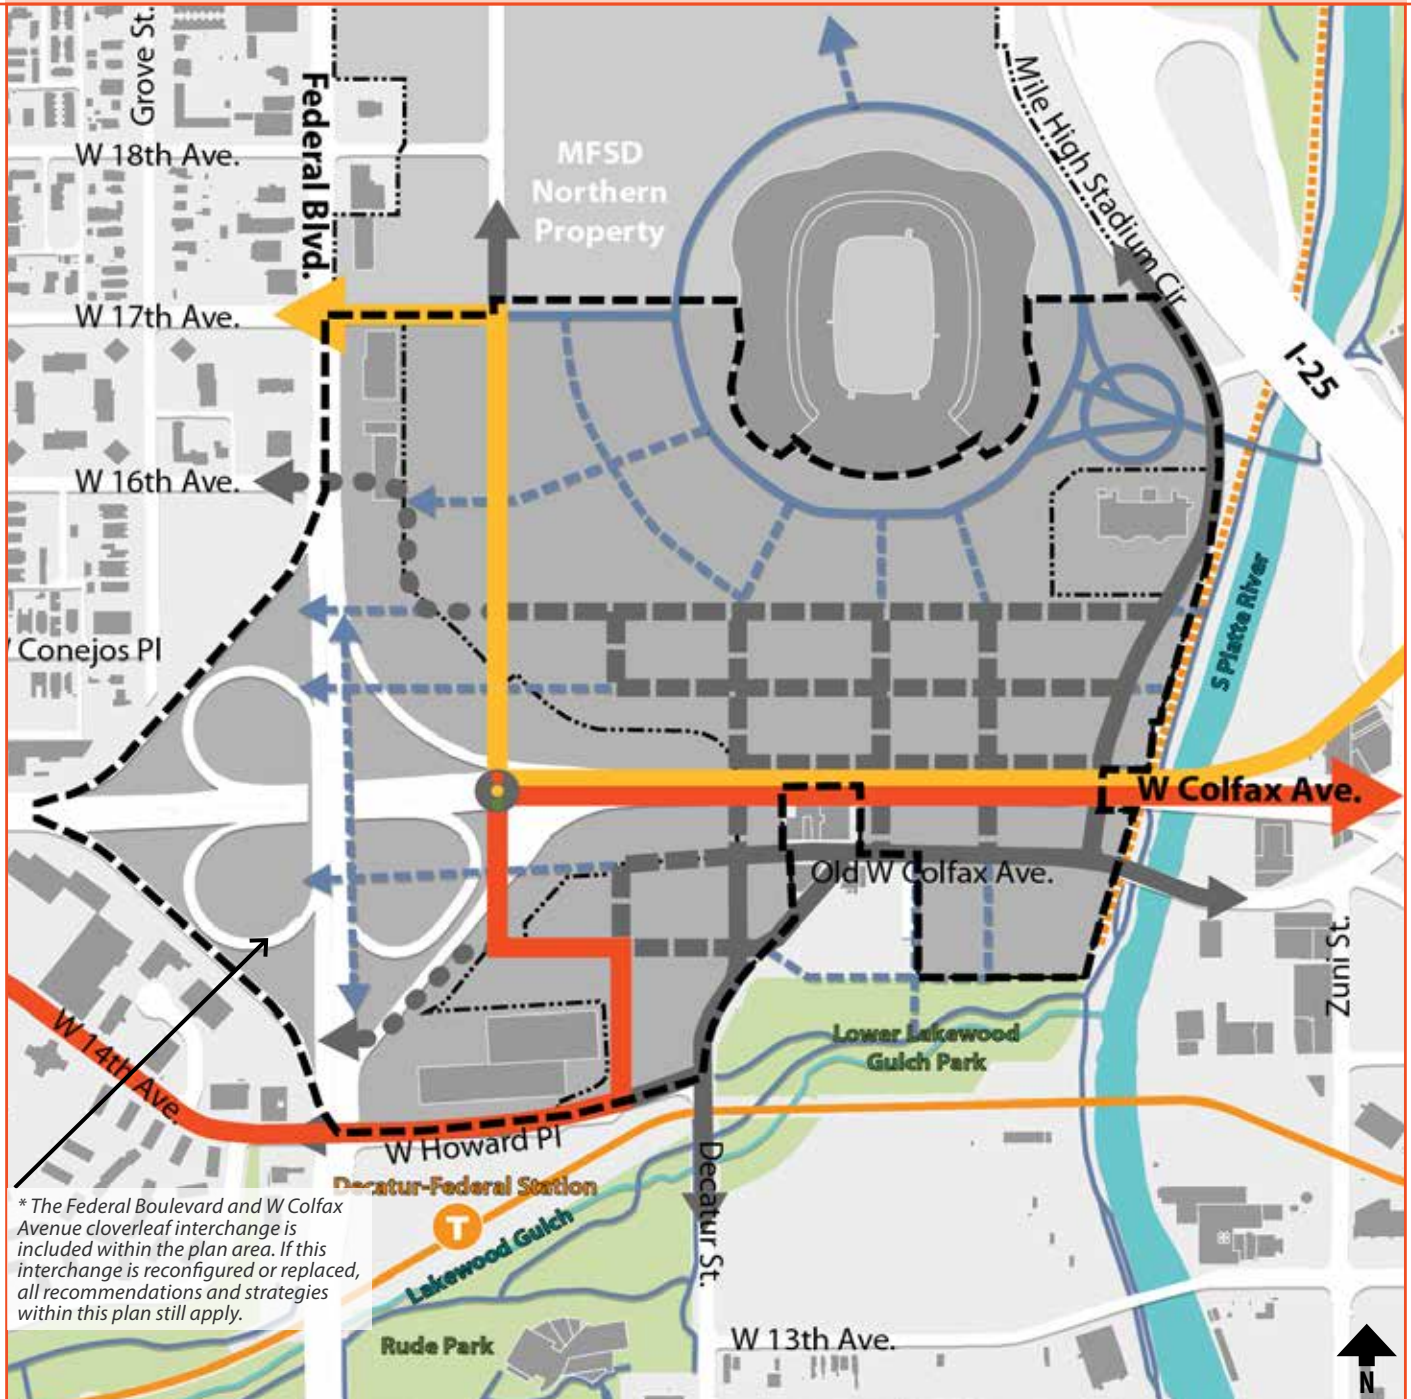 Grove St.
Federal Blvd.
W 18th Ave.
MFSD
Northern
Property
Mile High Stadium Cir
W 17th Ave.
I-25
W 16th Ave.
S Platte River
Conejos Pl
W Colfax Ave.
Old W Colfax Ave.
Zuni St.
W 14th Ave.
Lower Lakewood
Gulch Park
W Howard Pl
Decatur St.
Decatur-Federal Station
T
Lakewood Gulch
* The Federal Boulevard and W Colfax
Avenue cloverleaf interchange is
included within the plan area. If this
interchange is reconfigured or replaced,
all recommendations and strategies
within this plan still apply.
Rude Park
W 13th Ave.
N